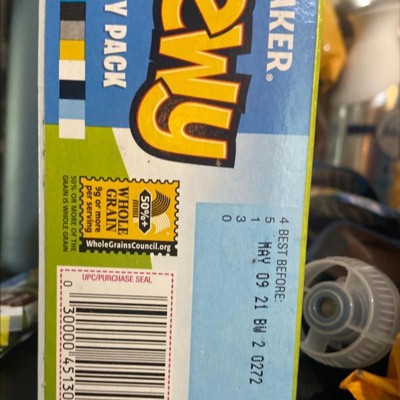 AKER®
ewy
Y PACK
50%+
WHOLE
GRAIN
9g or more
per serving
WholeGrainsCouncil.org
50% OR MORE OF THE
GRAIN IS WHOLE GRAIN
4 BEST BEFORE:
5 MAY 09 21 BW 2 0272
1
3
0
UPC/PURCHASE SEAL
0 30000 45130